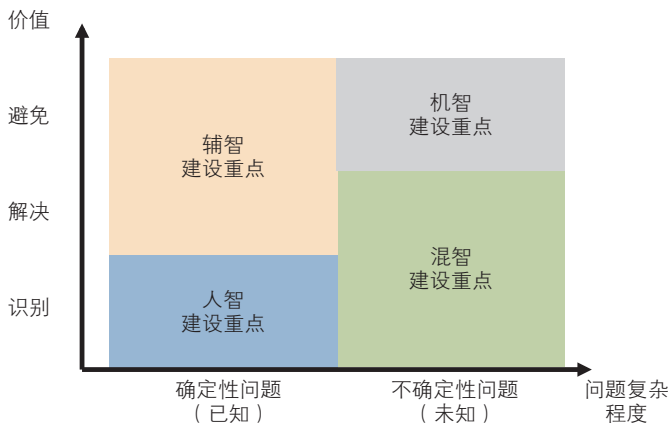 价值
避免
解决
识别
辅智
建设重点
机智
建设重点
人智
建设重点
混智
建设重点
确定性问题
（已知）
不确定性问题
（未知）
问题复杂
程度